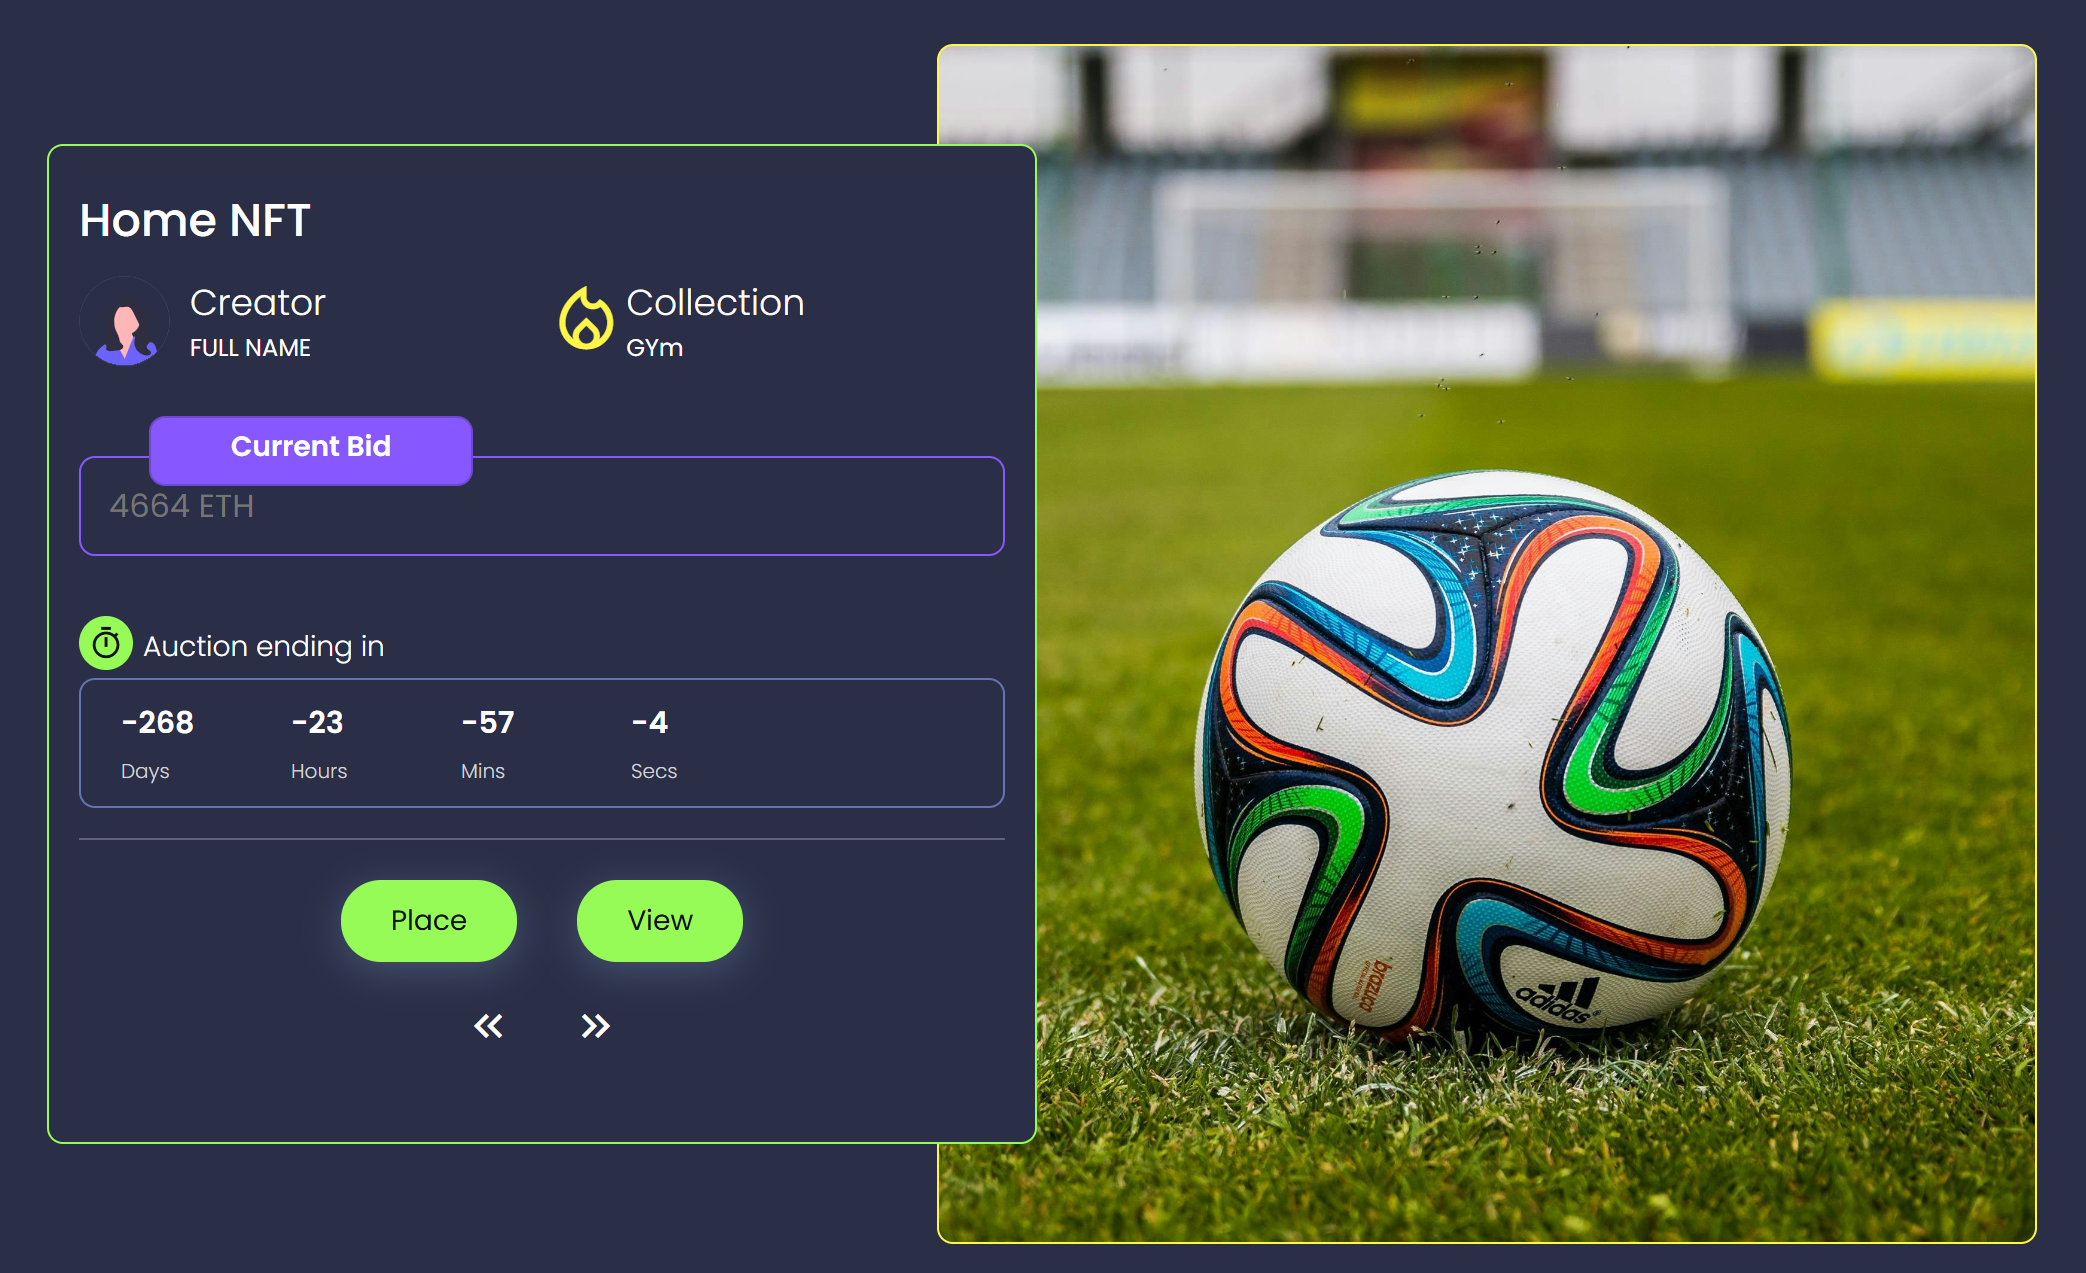 Home NFT
Creator
FULL NAME
Collection
GYm
Current Bid
4664 ETH
Auction ending in
-268 -23 -57 -4
Days Hours Mins Secs
Place View
brazuca
adidas